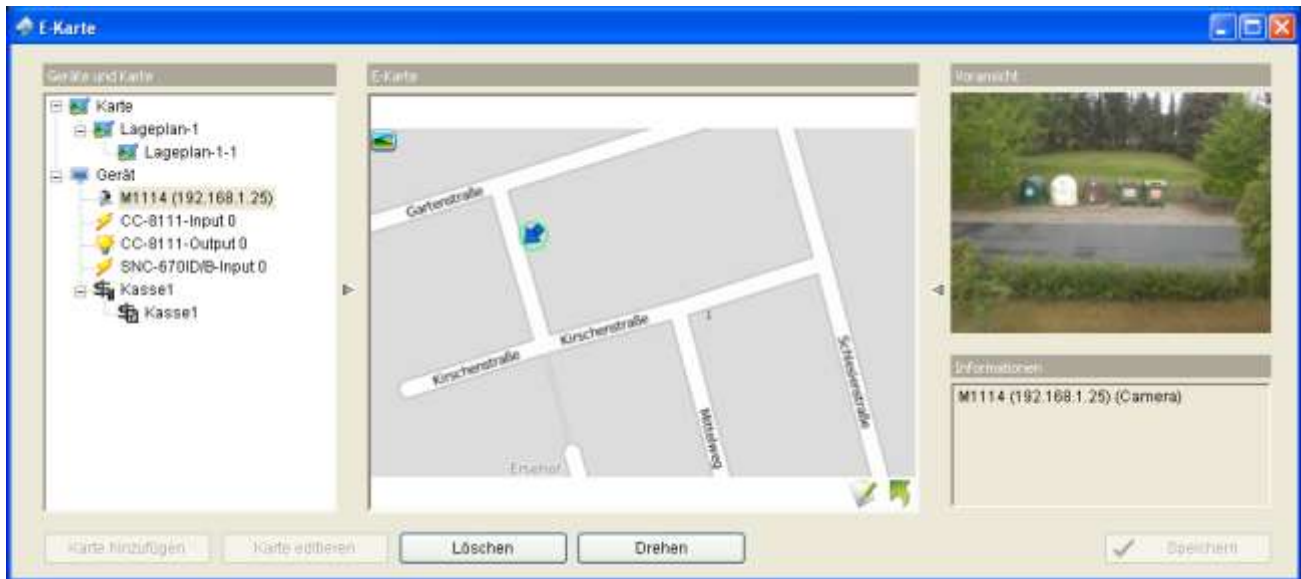 E-Karte
Geräte und Karte
Karte
Lageplan-1
Lageplan-1-1
Gerät
M1114 (192.168.1.25)
CC-8111-Input 0
CC-8111-Output 0
SNC-670ID/B-Input 0
Kasse1
Kasse1
E-Karte
Gartenstraße
Kirschenstraße
Kirschenstraße
Schlesierstraße
Mittelweg
Voransicht
Informationen
M1114 (192.168.1.25) (Camera)
Karte hinzufügen
Karte editieren
Löschen
Drehen
Speichern